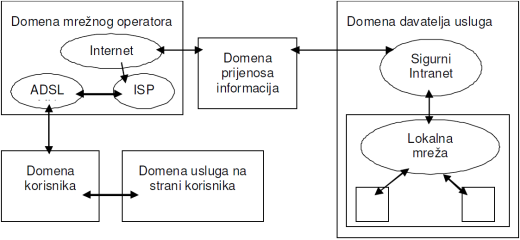 Domena mrežnog operatora
Internet
ADSL
ISP
Domena
prijenosa
informacija
Domena davatelja usluga
Sigurni
Intranet
Lokalna
mreža
Domena
korisnika
Domena usluga na
strani korisnika